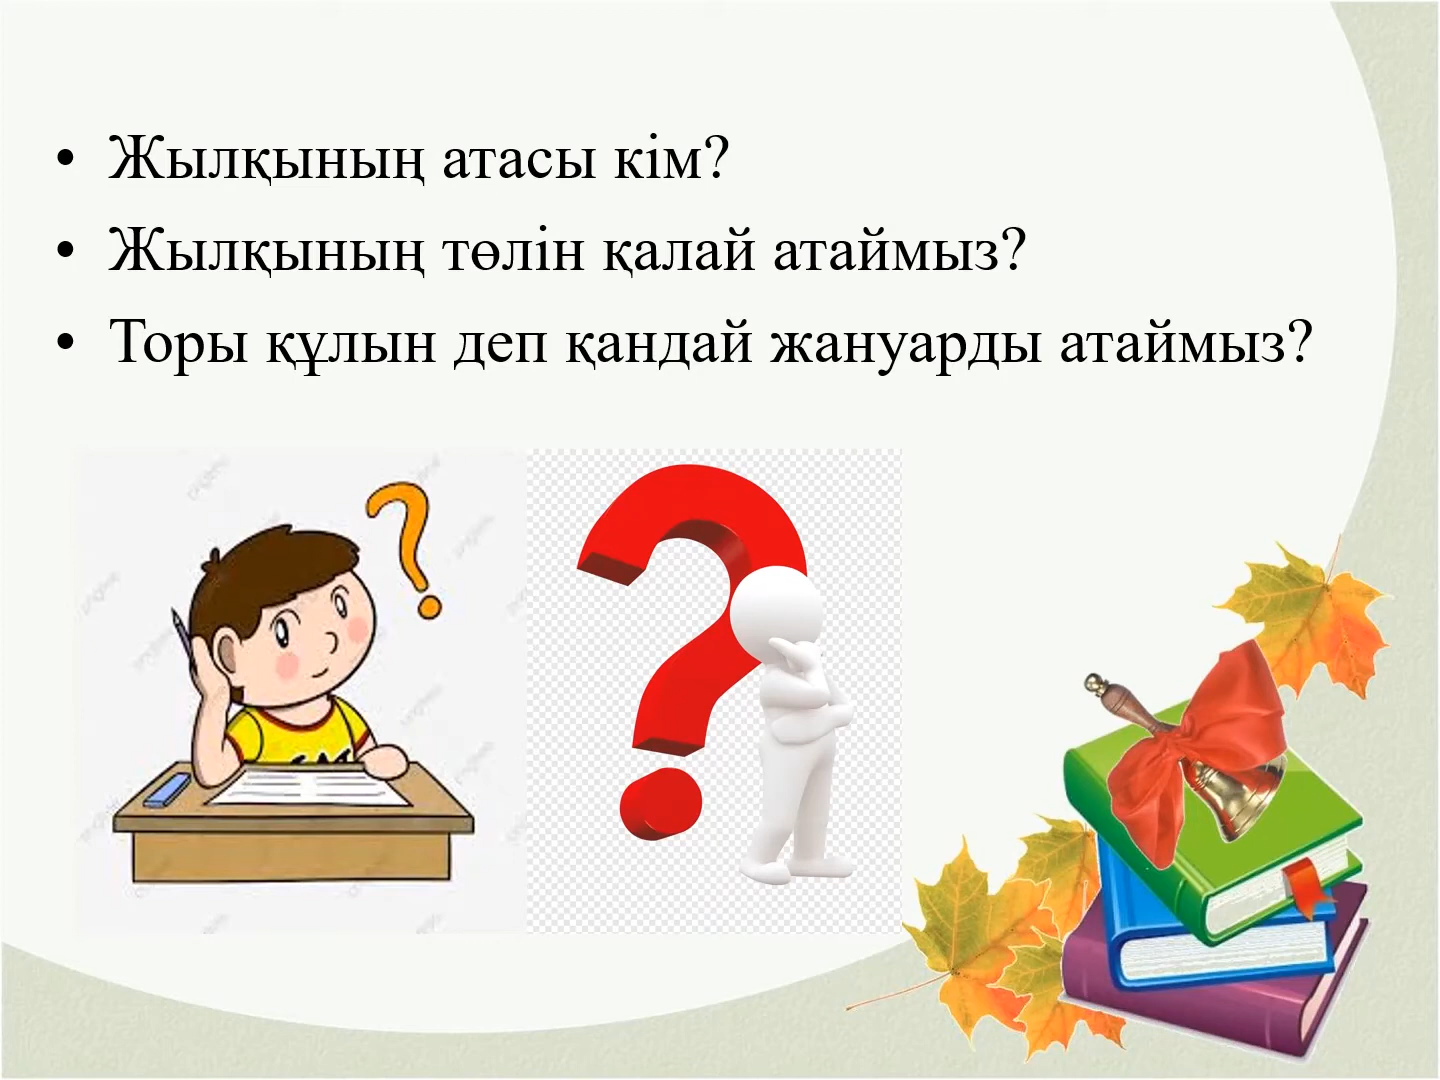 • Жылқының атасы кім?
• Жылқының төлін қалай атаймыз?
• Торы құлын деп қандай жануарды атаймыз?